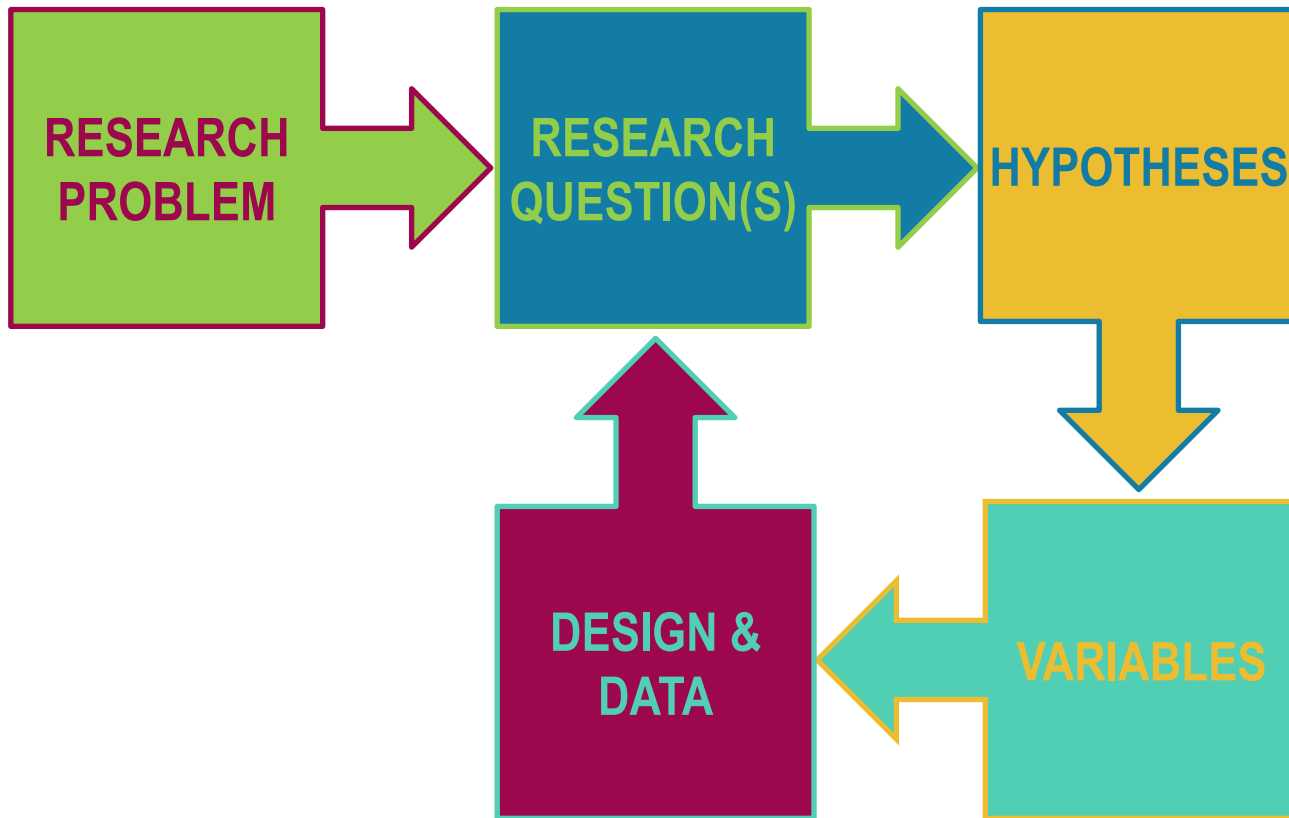 RESEARCH
PROBLEM
RESEARCH
QUESTION(S)
HYPOTHESES
DESIGN &
DATA
VARIABLES